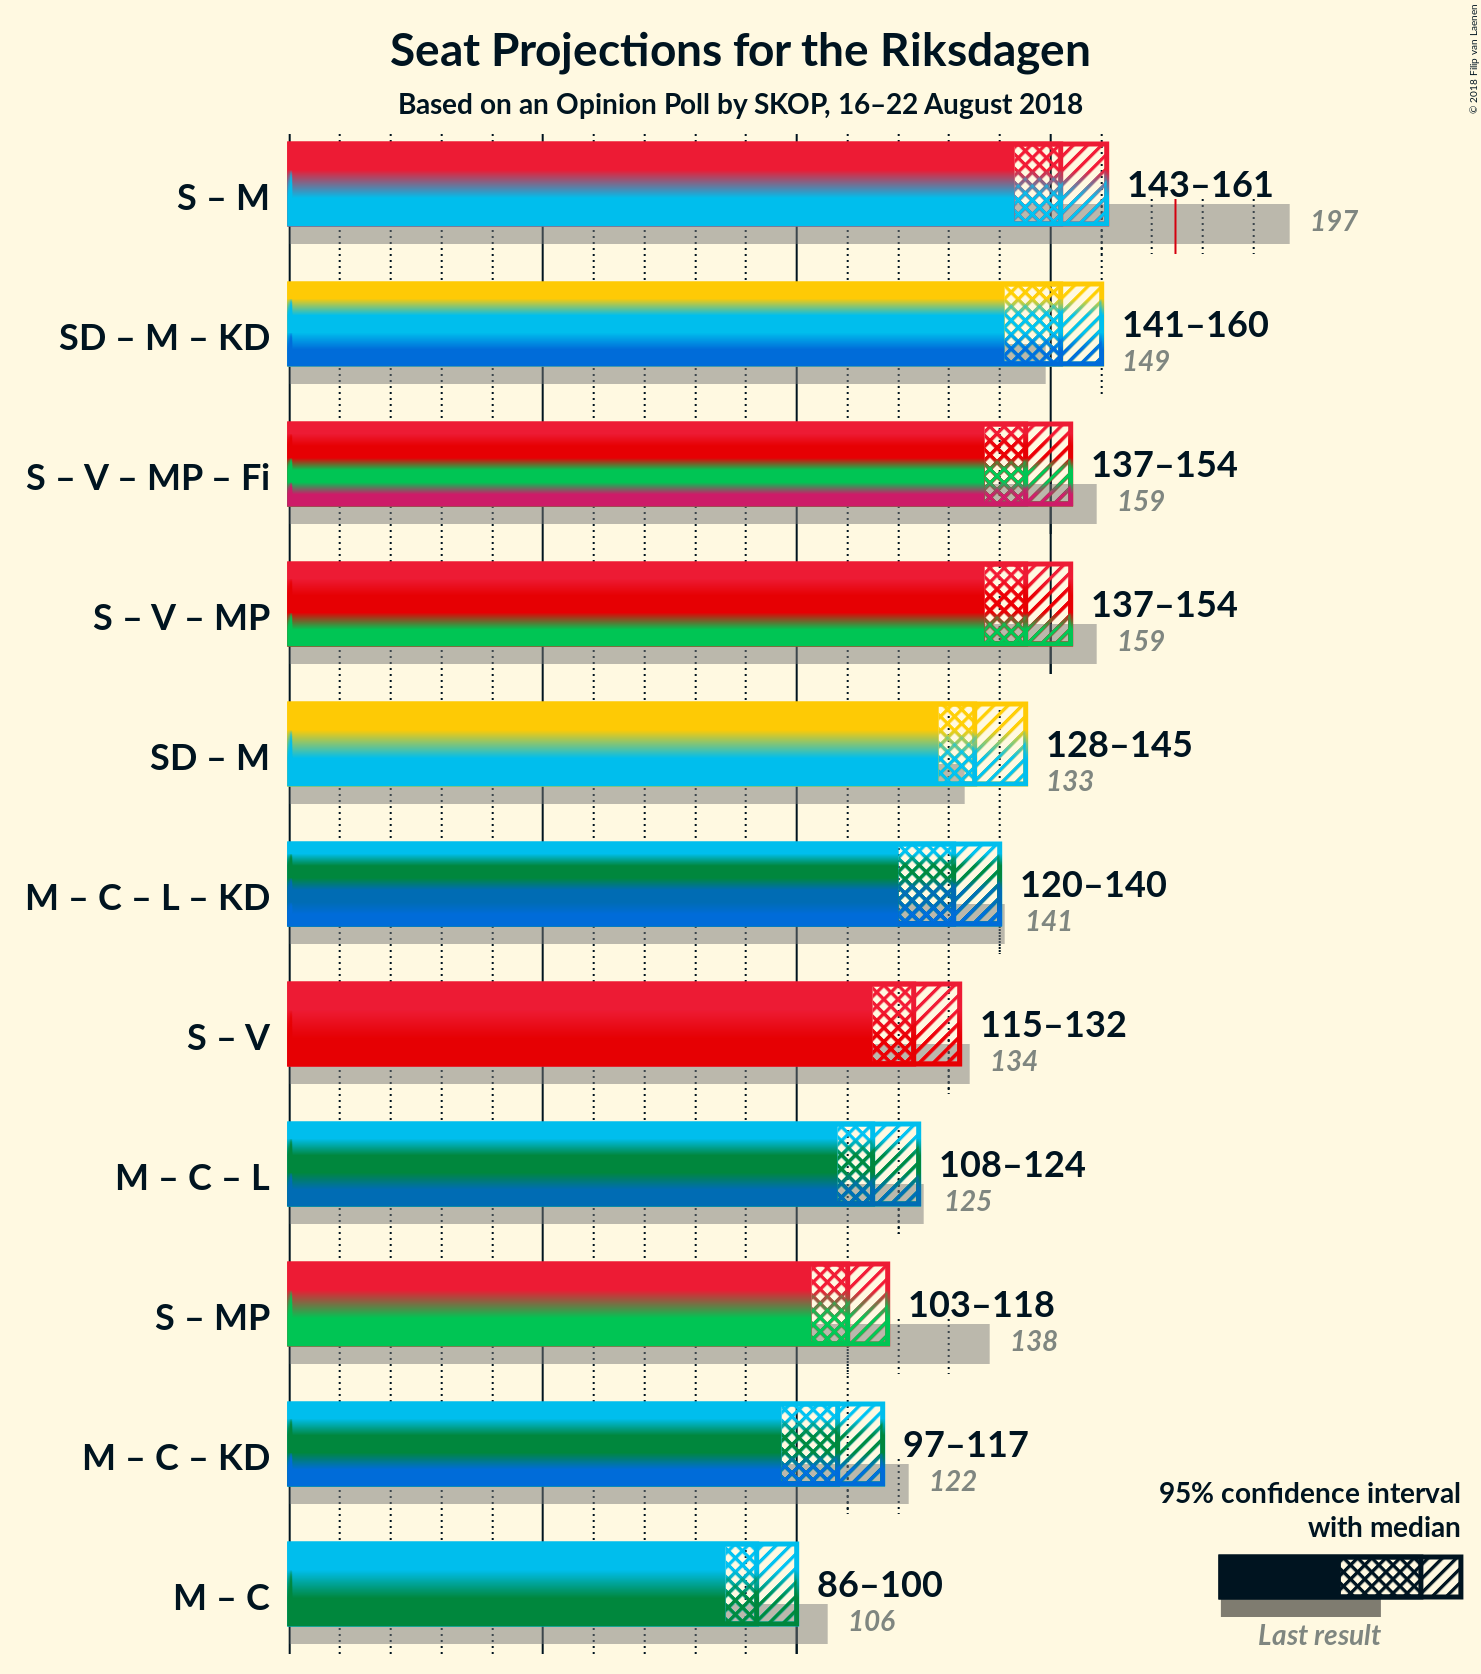 Seat Projections for the Riksdagen
Based on an Opinion Poll by SKOP, 16–22 August 2018
© 2018 Filip van Laenen
S – M
143–161
197
SD – M – KD
141–160
149
S – V – MP – Fi
137–154
159
S – V – MP
137–154
159
SD – M
128–145
133
M – C – L – KD
120–140
141
S – V
115–132
134
M – C – L
108–124
125
S – MP
103–118
138
M – C – KD
97–117
122
M – C
86–100
106
95% confidence interval
with median
Last result